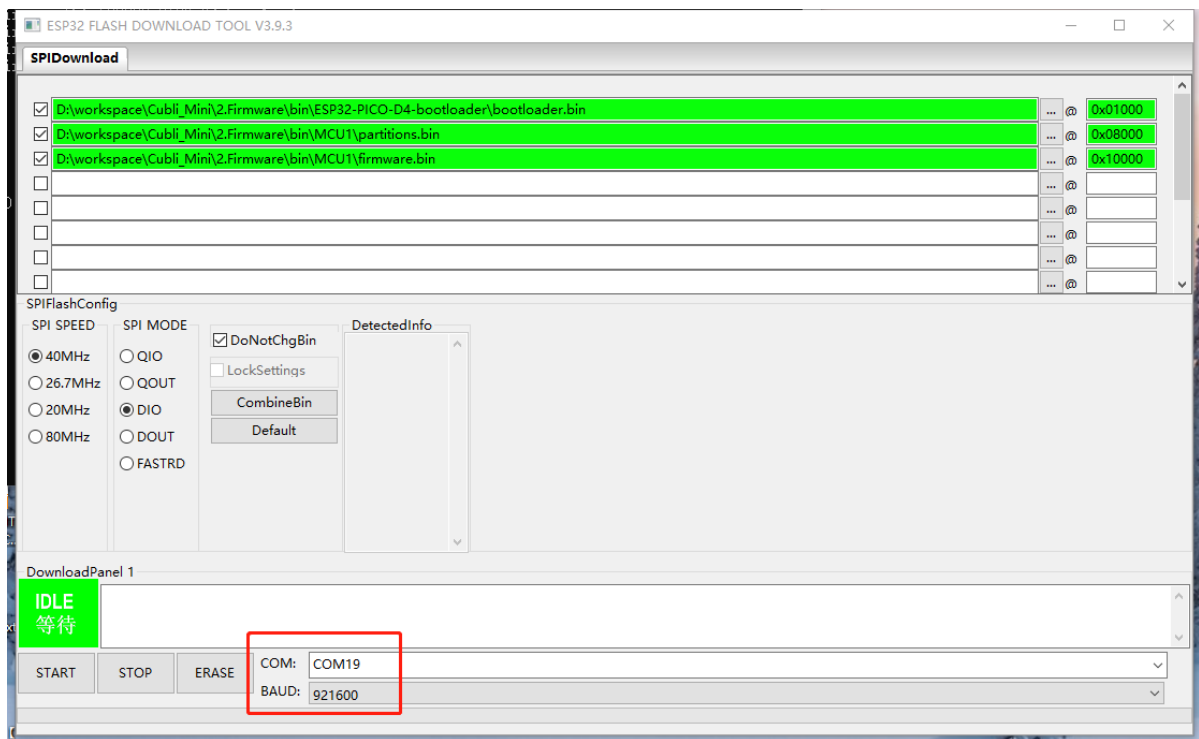 ESP32 FLASH DOWNLOAD TOOL V3.9.3
SPIDownload
D:\workspace\Cubli_Mini\2.Firmware\bin\ESP32-PICO-D4-bootloader\bootloader.bin ... @ 0x01000
D:\workspace\Cubli_Mini\2.Firmware\bin\MCU1\partitions.bin ... @ 0x08000
D:\workspace\Cubli_Mini\2.Firmware\bin\MCU1\firmware.bin ... @ 0x10000
... @
... @
... @
... @
... @
SPIFlashConfig
SPI SPEED SPI MODE DetectedInfo
DoNotChgBin
40MHz QIO
LockSettings
26.7MHz QOUT
CombineBin
20MHz DIO
Default
80MHz DOUT
FASTRD
DownloadPanel 1
IDLE
等待
START STOP ERASE COM: COM19
BAUD: 921600